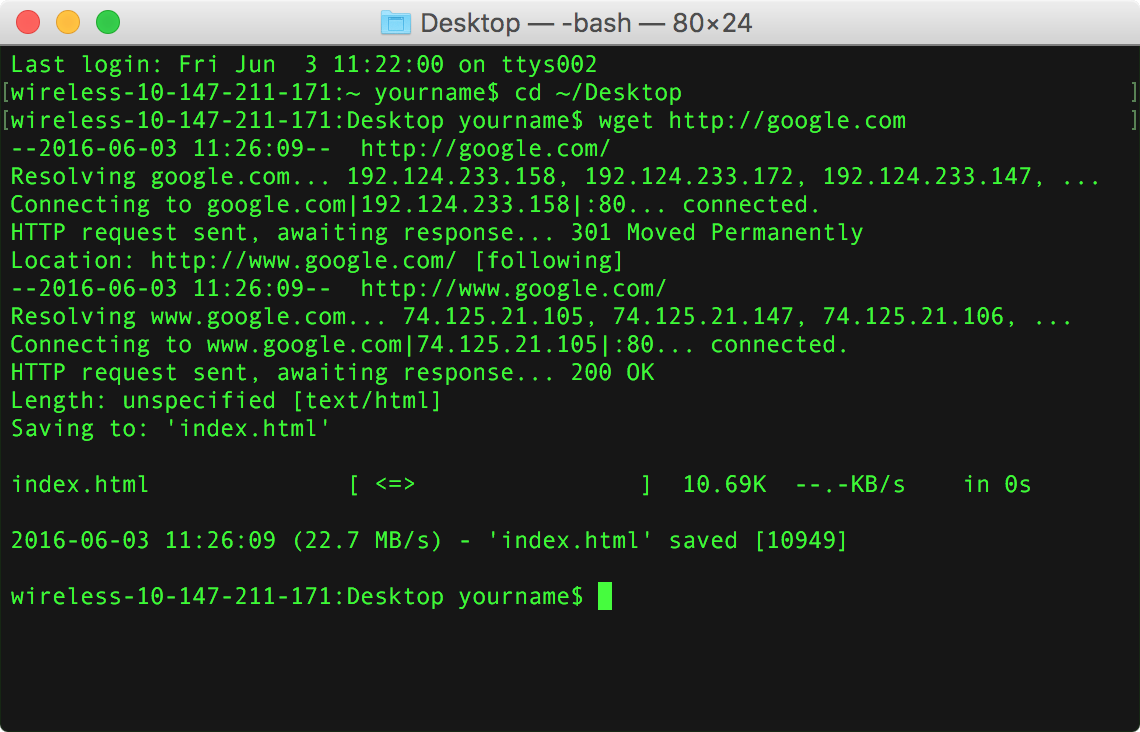 Desktop — -bash — 80×24
Last login: Fri Jun  3 11:22:00 on ttys002
[wireless-10-147-211-171:~ yourname$ cd ~/Desktop ]
[wireless-10-147-211-171:Desktop yourname$ wget http://google.com ]
--2016-06-03 11:26:09--  http://google.com/
Resolving google.com... 192.124.233.158, 192.124.233.172, 192.124.233.147, ...
Connecting to google.com|192.124.233.158|:80... connected.
HTTP request sent, awaiting response... 301 Moved Permanently
Location: http://www.google.com/ [following]
--2016-06-03 11:26:09--  http://www.google.com/
Resolving www.google.com... 74.125.21.105, 74.125.21.147, 74.125.21.106, ...
Connecting to www.google.com|74.125.21.105|:80... connected.
HTTP request sent, awaiting response... 200 OK
Length: unspecified [text/html]
Saving to: 'index.html'
index.html              [ <=>                ]  10.69K  --.-KB/s    in 0s
2016-06-03 11:26:09 (22.7 MB/s) - 'index.html' saved [10949]
wireless-10-147-211-171:Desktop yourname$